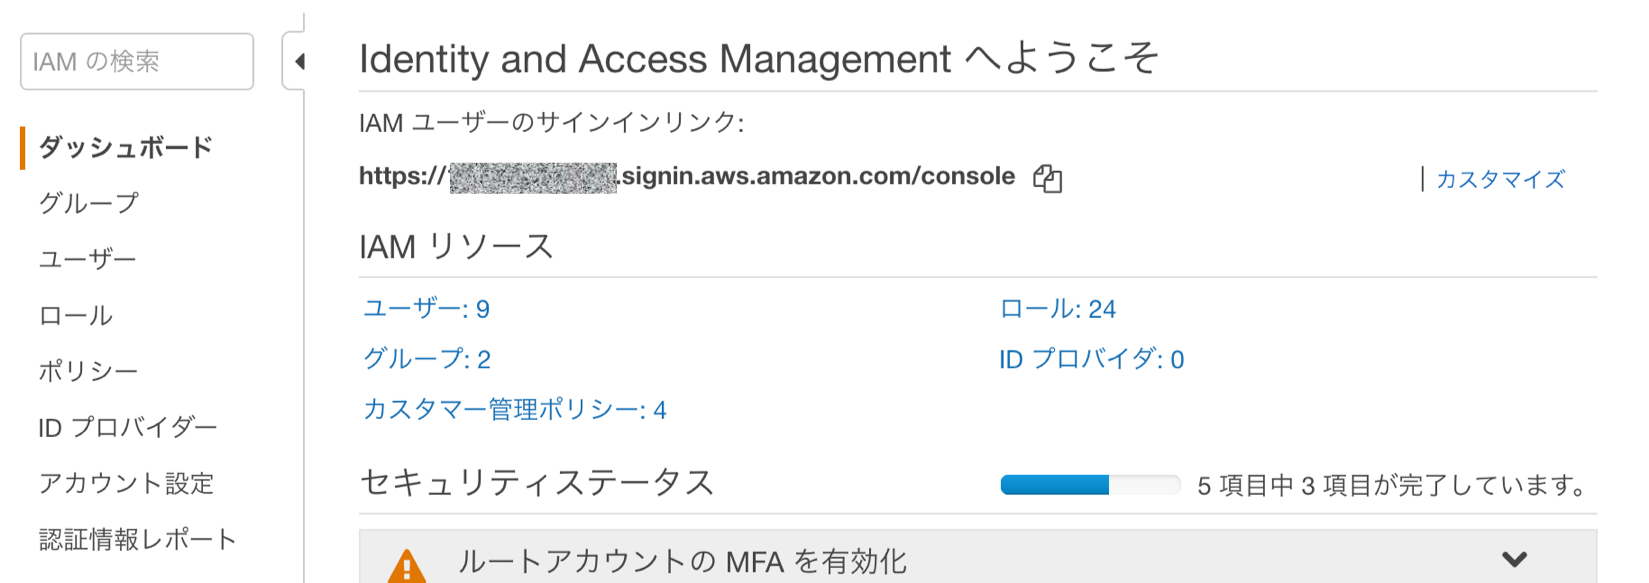 IAM の検索
ダッシュボード
グループ
ユーザー
ロール
ポリシー
ID プロバイダー
アカウント設定
認証情報レポート
Identity and Access Management へようこそ
IAM ユーザーのサインインリンク:
https://.signin.aws.amazon.com/console
カスタマイズ
IAM リソース
ユーザー: 9
ロール: 24
グループ: 2
ID プロバイダ: 0
カスタマー管理ポリシー: 4
セキュリティステータス
5 項目中 3 項目が完了しています。
ルートアカウントの MFA を有効化